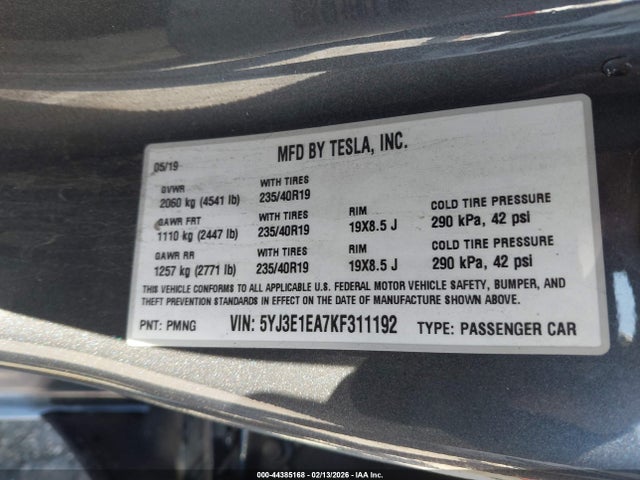 MFD BY TESLA, INC.
05/19
GVWR WITH TIRES
2060 kg (4541 lb) 235/40R19
GAWR FRT WITH TIRES RIM COLD TIRE PRESSURE
1110 kg (2447 lb) 235/40R19 19X8.5 J 290 kPa, 42 psi
GAWR RR WITH TIRES RIM COLD TIRE PRESSURE
1257 kg (2771 lb) 235/40R19 19X8.5 J 290 kPa, 42 psi
THIS VEHICLE CONFORMS TO ALL APPLICABLE U.S. FEDERAL MOTOR VEHICLE SAFETY, BUMPER, AND
THEFT PREVENTION STANDARDS IN EFFECT ON THE DATE OF MANUFACTURE SHOWN ABOVE.
PNT: PMNG VIN: 5YJ3E1EA7KF311192 TYPE: PASSENGER CAR
000-44385168 - 02/13/2026 - IAA Inc.